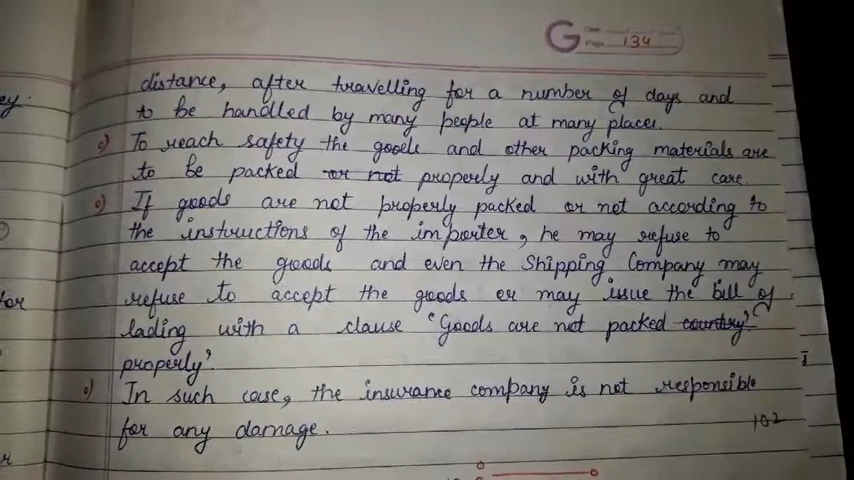 G
Page 134
distance, after travelling for a number of days and
to be handled by many people at many places.
To reach safety the goods and other packing materials are
to be packed or not properly and with great care.
If goods are not properly packed or not according to
the instructions of the importer, he may refuse to
accept the goods and even the Shipping Company may
refuse to accept the goods or may issue the bill of
lading with a clause 'Goods are not packed country'
properly'.
In such case, the insurance company is not responsible
for any damage.
102